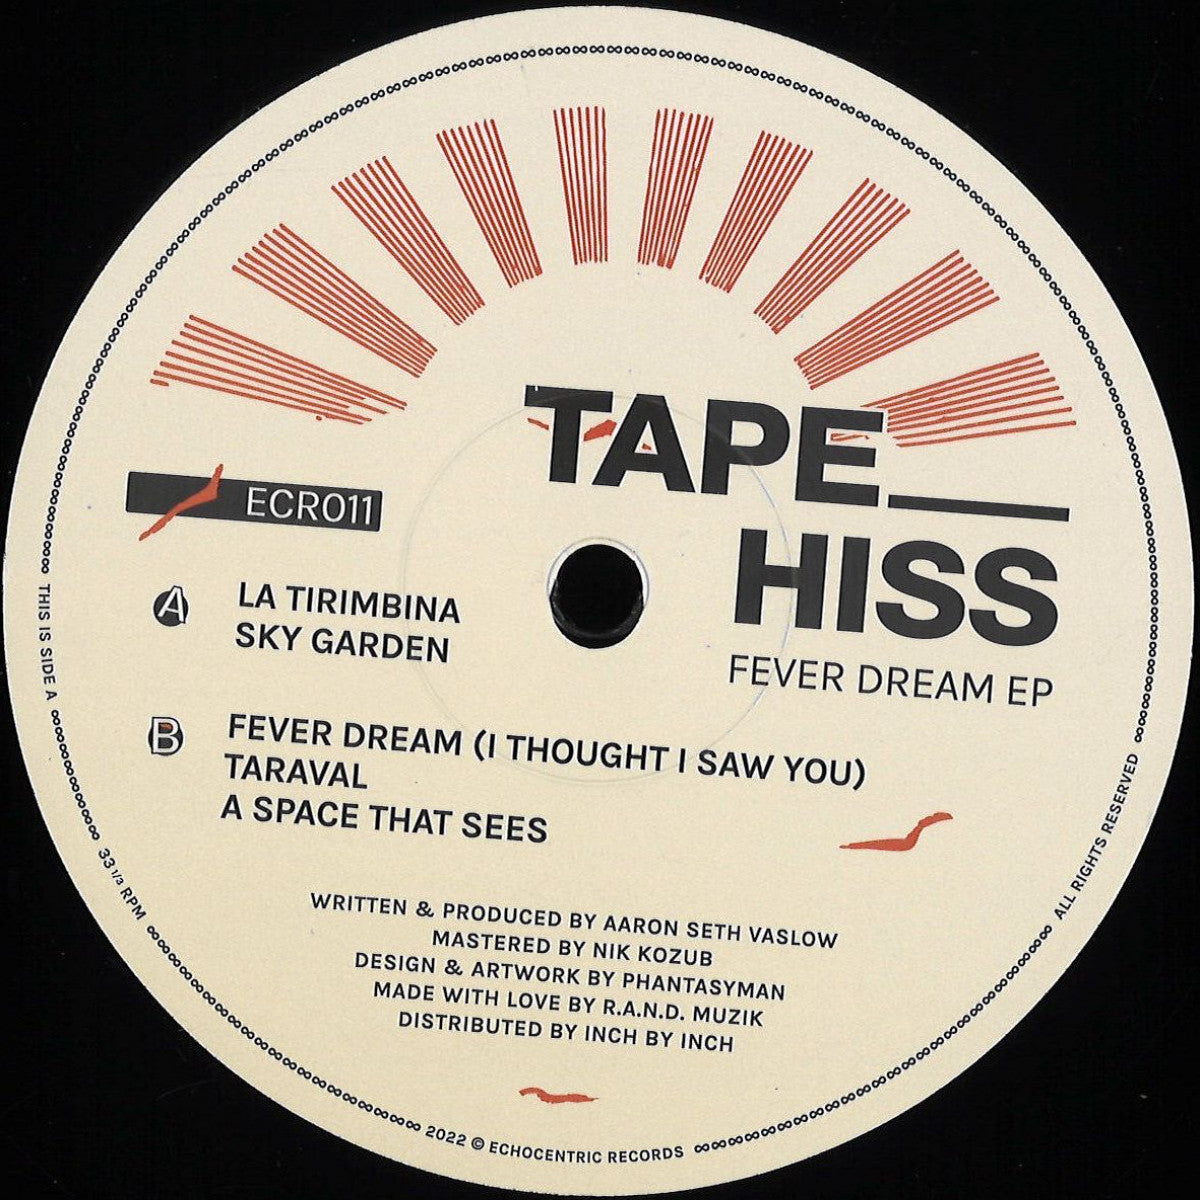 TAPE_
HISS
FEVER DREAM EP
ECR011
A
LA TIRIMBINA
SKY GARDEN
B
FEVER DREAM (I THOUGHT I SAW YOU)
TARAVAL
A SPACE THAT SEES
WRITTEN & PRODUCED BY AARON SETH VASLOW
MASTERED BY NIK KOZUB
DESIGN & ARTWORK BY PHANTASYMAN
MADE WITH LOVE BY R.A.N.D. MUZIK
DISTRIBUTED BY INCH BY INCH
THIS IS SIDE A
33 1/3 RPM
2022 © ECHOCENTRIC RECORDS
ALL RIGHTS RESERVED